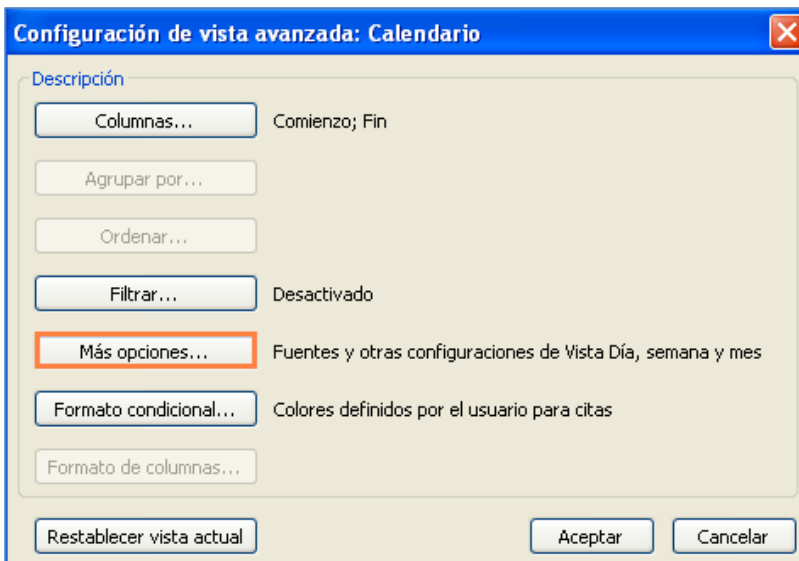 Configuración de vista avanzada: Calendario
Descripción
Columnas... Comienzo; Fin
Agrupar por...
Ordenar...
Filtrar... Desactivado
Más opciones... Fuentes y otras configuraciones de Vista Día, semana y mes
Formato condicional... Colores definidos por el usuario para citas
Formato de columnas...
Restablecer vista actual Aceptar Cancelar